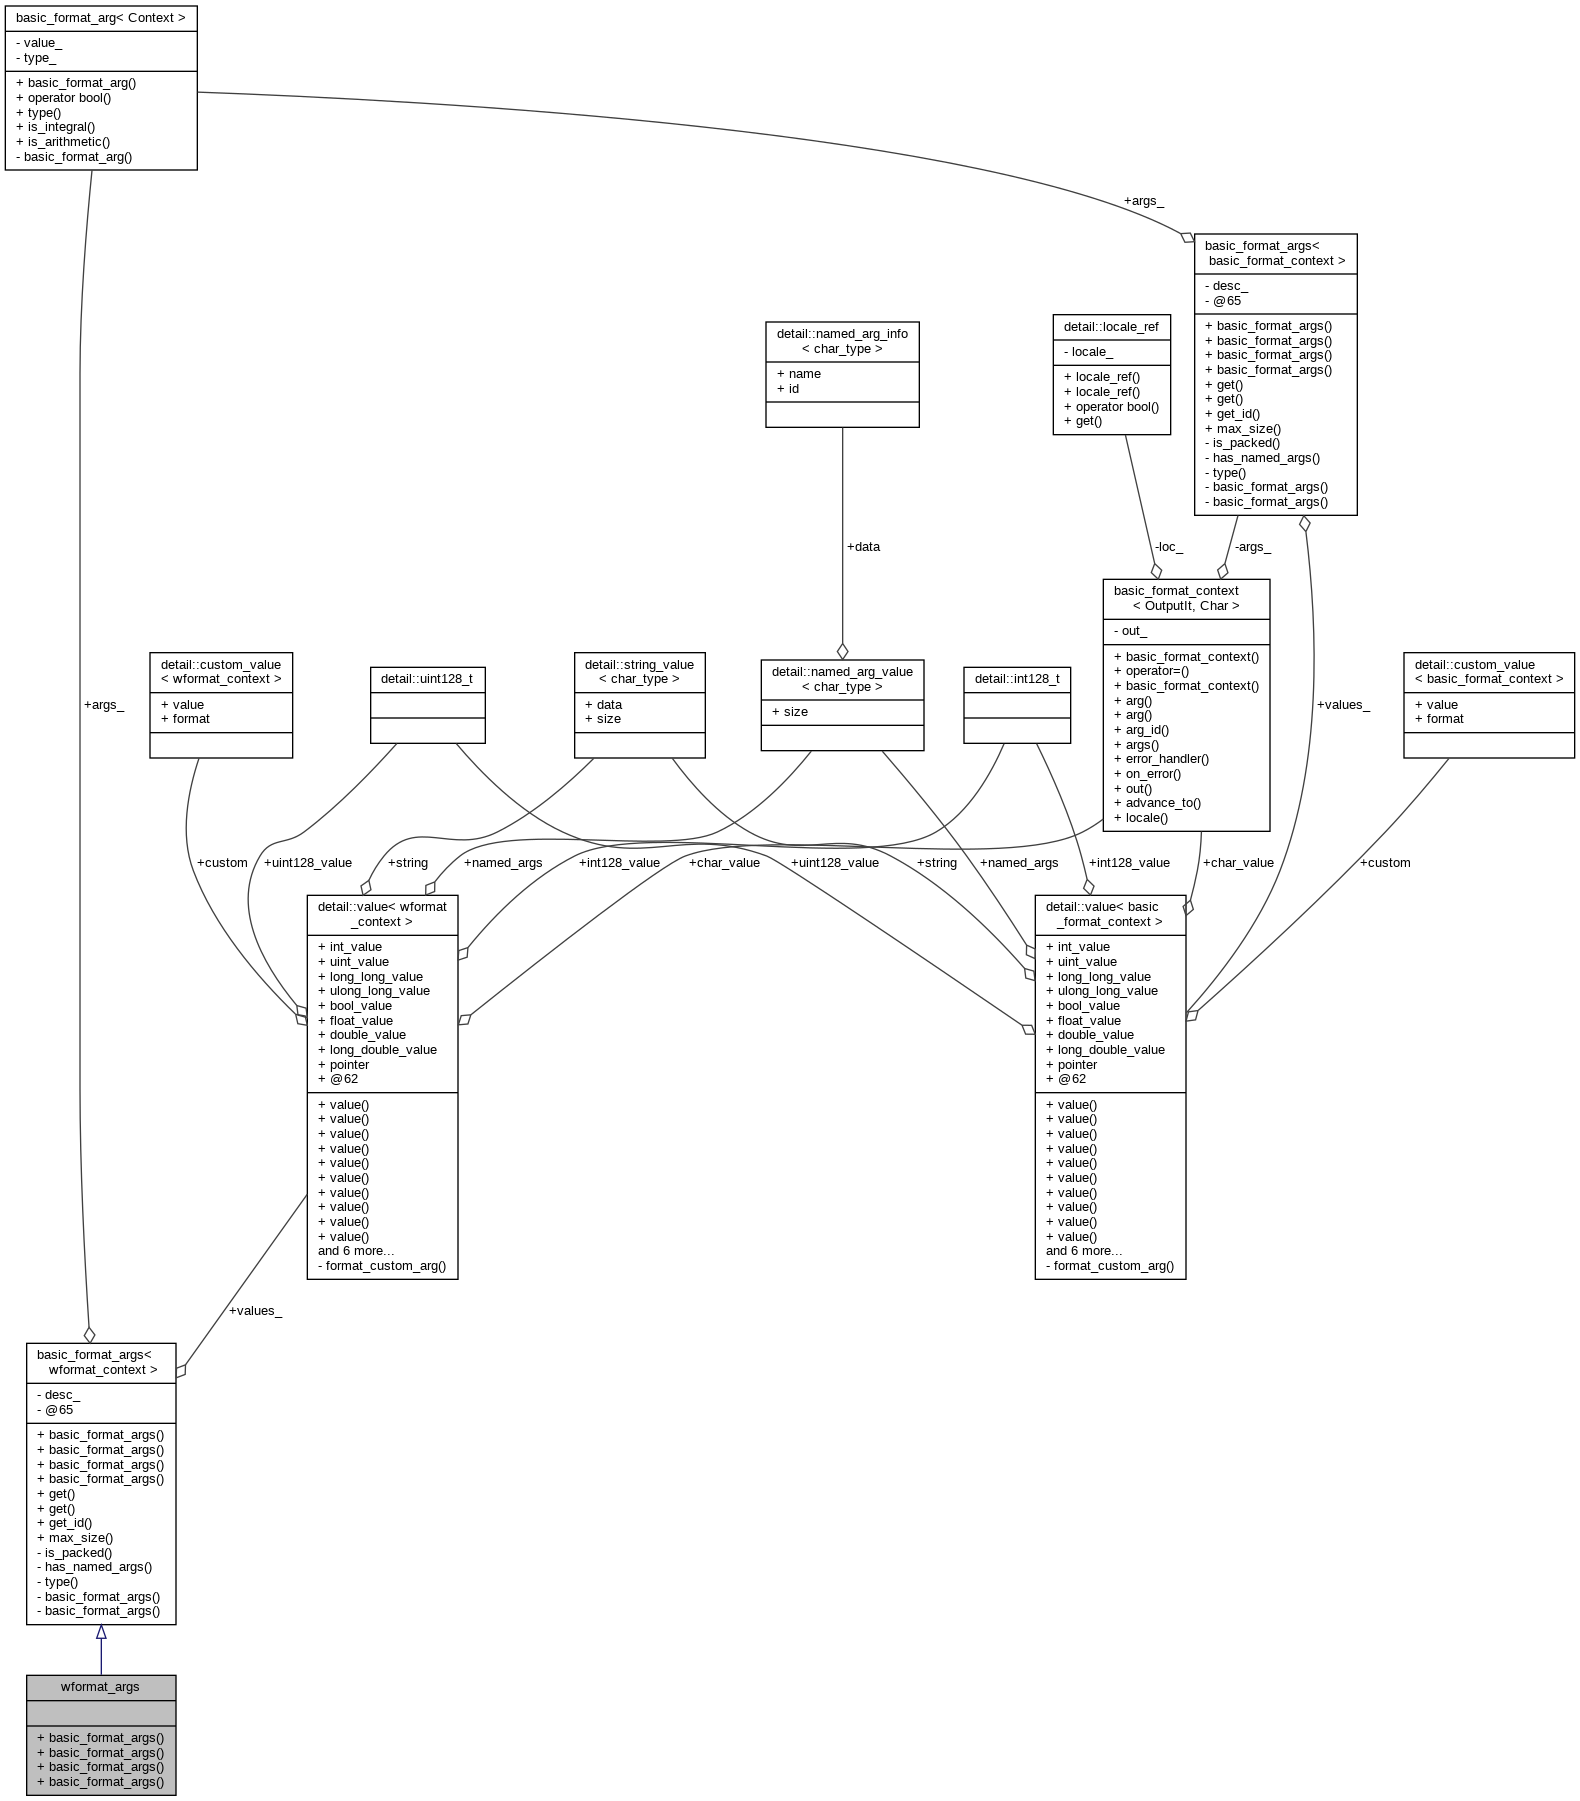 basic_format_arg< Context >
- value_
- type_
+ basic_format_arg()
+ operator bool()
+ type()
+ is_integral()
+ is_arithmetic()
- basic_format_arg()
+args_
basic_format_args<
basic_format_context >
- desc_
- @65
+ basic_format_args()
+ basic_format_args()
+ basic_format_args()
+ basic_format_args()
+ get()
+ get()
+ get_id()
+ max_size()
- is_packed()
- has_named_args()
- type()
- basic_format_args()
- basic_format_args()
detail::named_arg_info
< char_type >
+ name
+ id
detail::locale_ref
- locale_
+ locale_ref()
+ locale_ref()
+ operator bool()
+ get()
+data
-loc_
-args_
basic_format_context
< OutputIt, Char >
- out_
+ basic_format_context()
+ operator=()
+ basic_format_context()
+ arg()
+ arg()
+ arg_id()
+ args()
+ error_handler()
+ on_error()
+ out()
+ advance_to()
+ locale()
+args_
detail::custom_value
< wformat_context >
+ value
+ format
detail::uint128_t
detail::string_value
< char_type >
+ data
+ size
detail::named_arg_value
< char_type >
+ size
detail::int128_t
+values_
detail::custom_value
< basic_format_context >
+ value
+ format
+custom
+uint128_value
+string
+named_args
+int128_value
+char_value
+uint128_value
+string
+named_args
+int128_value
+char_value
+custom
detail::value< wformat
_context >
+ int_value
+ uint_value
+ long_long_value
+ ulong_long_value
+ bool_value
+ float_value
+ double_value
+ long_double_value
+ pointer
+ @62
+ value()
+ value()
+ value()
+ value()
+ value()
+ value()
+ value()
+ value()
+ value()
+ value()
and 6 more...
- format_custom_arg()
detail::value< basic
_format_context >
+ int_value
+ uint_value
+ long_long_value
+ ulong_long_value
+ bool_value
+ float_value
+ double_value
+ long_double_value
+ pointer
+ @62
+ value()
+ value()
+ value()
+ value()
+ value()
+ value()
+ value()
+ value()
+ value()
+ value()
and 6 more...
- format_custom_arg()
+values_
basic_format_args<
wformat_context >
- desc_
- @65
+ basic_format_args()
+ basic_format_args()
+ basic_format_args()
+ basic_format_args()
+ get()
+ get()
+ get_id()
+ max_size()
- is_packed()
- has_named_args()
- type()
- basic_format_args()
- basic_format_args()
wformat_args
+ basic_format_args()
+ basic_format_args()
+ basic_format_args()
+ basic_format_args()